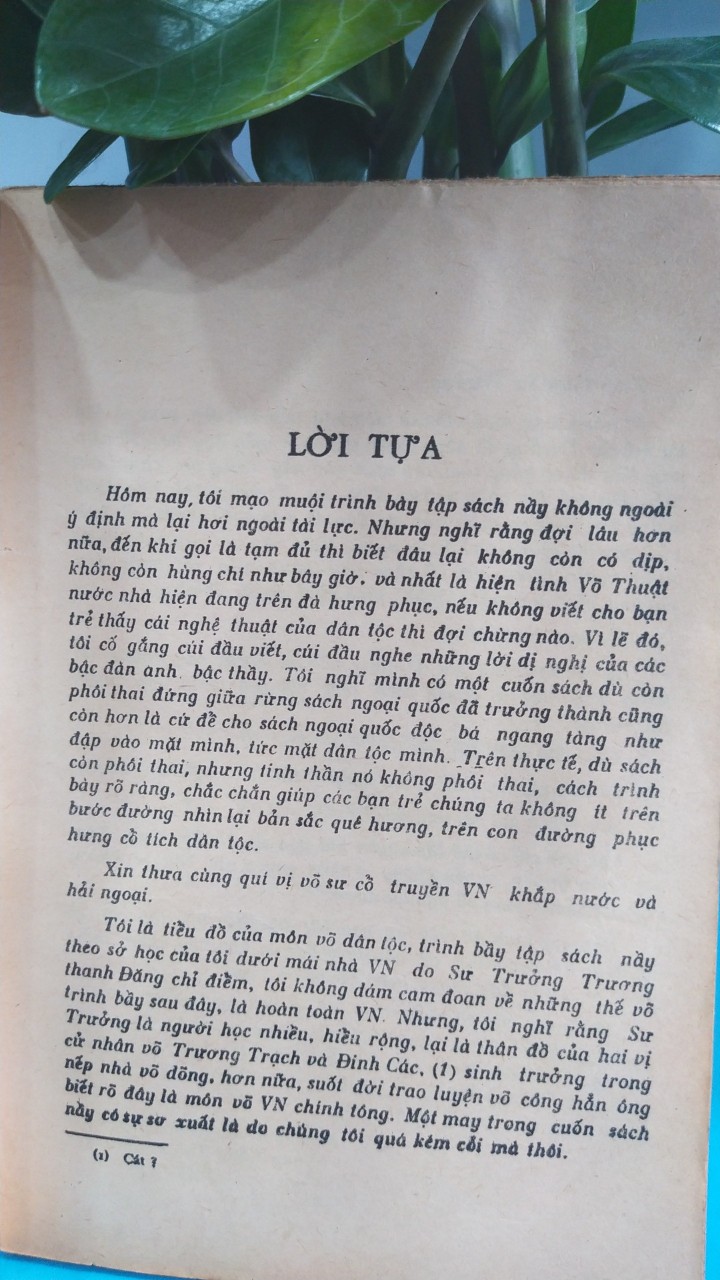 LỜI TỰA
Hôm nay, tôi mạo muội trình bày tập sách nầy không ngoài
ý định mà lại hơi ngoài tài lực. Nhưng nghĩ rằng đợi lâu hơn
nữa, đến khi gọi là tạm đủ thì biết đâu lại không còn có dịp,
không còn hùng chí như bây giờ. và nhất là hiện tình Võ Thuật
nước nhà hiện đang trên đà hưng phục, nếu không viết cho bạn
trẻ thấy cái nghệ thuật của dân tộc thì đợi chừng nào. Vì lẽ đó,
tôi cố gắng cúi đầu viết, cúi đầu nghe những lời dị nghị của các
bậc đàn anh, bậc thầy. Tôi nghĩ mình có một cuốn sách dù còn
phôi thai đứng giữa rừng sách ngoại quốc đã trưởng thành cũng
còn hơn là cứ để cho sách ngoại quốc độc bá ngang tàng như
đập vào mặt mình, tức mặt dân tộc mình. Trên thực tế, dù sách
còn phôi thai, nhưng tinh thần nó không phôi thai, cách trình
bày rõ ràng, chắc chắn giúp các bạn trẻ chúng ta không ít trên
bước đường nhìn lại bản sắc quê hương, trên con đường phục
hưng cổ tích dân tộc.
Xin thưa cùng quí vị võ sư cổ truyền VN khắp nước và
hải ngoại.
Tôi là tiểu đồ của môn võ dân tộc, trình bầy tập sách nầy
theo sở học của tôi dưới mái nhà VN do Sư Trưởng Trương
thanh Đăng chỉ điểm, tôi không dám cam đoan về những thế võ
trình bầy sau đây, là hoàn toàn VN. Nhưng, tôi nghĩ rằng Sư
Trưởng là người học nhiều, hiểu rộng, lại là thân đồ của hai vị
cử nhân võ Trương Trạch và Đinh Các, (1) sinh trưởng trong
nếp nhà võ dõng, hơn nữa, suốt đời trao luyện võ công hẳn ông
biết rõ đây là môn võ VN chính tông. Một may trong cuốn sách
nầy có sự sơ xuất là do chúng tôi quá kém cỏi mà thôi.
(1) Cát ?